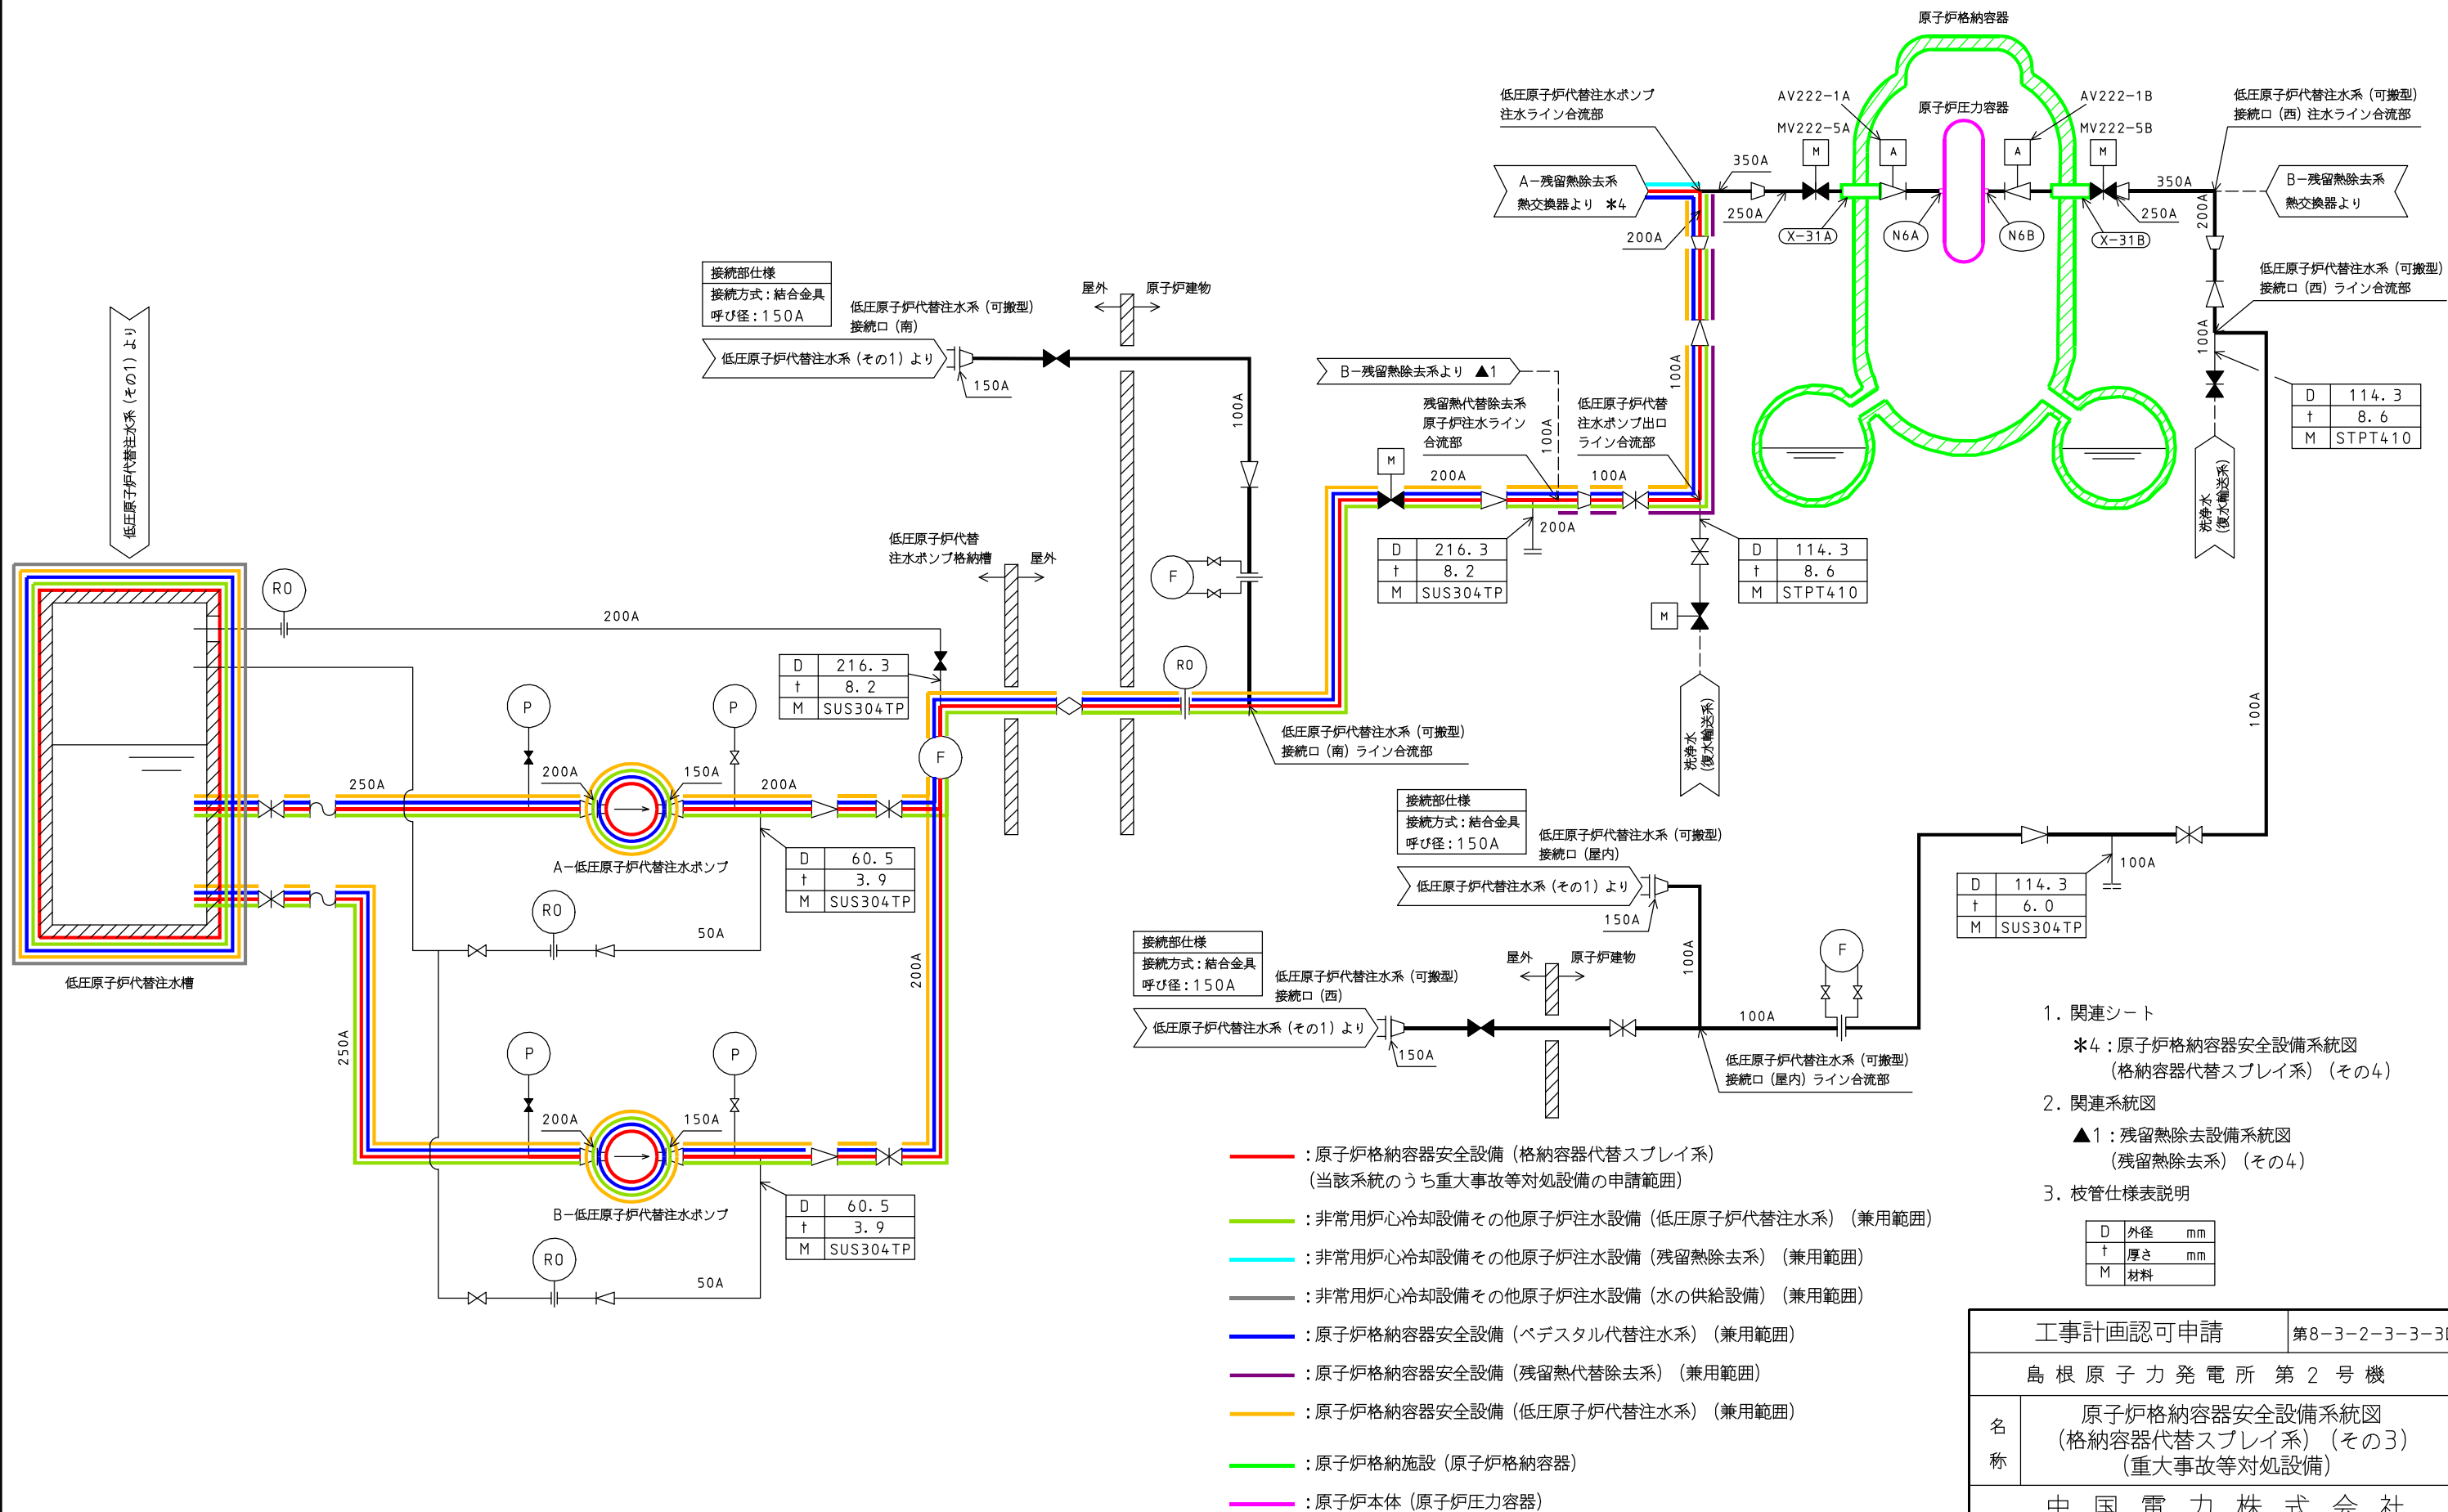 原子炉格納容器
低圧原子炉代替注水ポンプ
注水ライン合流部
AV222-1A
原子炉圧力容器
AV222-1B
低圧原子炉代替注水系（可搬型）
接続口（西）注水ライン合流部
MV222-5A
MV222-5B
M
A
A
M
350A
A-残留熱除去系
熱交換器より ＊4
350A
B-残留熱除去系
熱交換器より
250A
200A
X-31A
N6A
N6B
X-31B
250A
200A
低圧原子炉代替注水系（可搬型）
接続口（西）ライン合流部
100A
D 114.3
t 8.6
M STPT410
洗浄水
（復水輸送系）
接続部仕様
接続方式：結合金具
呼び径：150A
低圧原子炉代替注水系（可搬型）
接続口（南）
低圧原子炉代替注水系（その1）より
150A
屋外
原子炉建物
100A
低圧原子炉代替注水系（その1）より
B-残留熱除去系より ▲1
残留熱代替除去系
原子炉注水ライン
合流部
100A
低圧原子炉代替
注水ポンプ出口
ライン合流部
100A
M
200A
100A
200A
D 216.3
t 8.2
M SUS304TP
D 114.3
t 8.6
M STPT410
M
洗浄水
（復水輸送系）
低圧原子炉代替
注水ポンプ格納槽
屋外
F
RO
RO
200A
D 216.3
t 8.2
M SUS304TP
低圧原子炉代替注水系（可搬型）
接続口（南）ライン合流部
P
P
F
250A
200A
150A
200A
A-低圧原子炉代替注水ポンプ
D 60.5
t 3.9
M SUS304TP
RO
50A
低圧原子炉代替注水槽
200A
250A
P
P
200A
150A
B-低圧原子炉代替注水ポンプ
D 60.5
t 3.9
M SUS304TP
RO
50A
接続部仕様
接続方式：結合金具
呼び径：150A
低圧原子炉代替注水系（可搬型）
接続口（屋内）
低圧原子炉代替注水系（その1）より
150A
100A
接続部仕様
接続方式：結合金具
呼び径：150A
低圧原子炉代替注水系（可搬型）
接続口（西）
低圧原子炉代替注水系（その1）より
150A
屋外
原子炉建物
100A
F
低圧原子炉代替注水系（可搬型）
接続口（屋内）ライン合流部
100A
100A
D 114.3
t 6.0
M SUS304TP
1. 関連シート
＊4：原子炉格納容器安全設備系統図
（格納容器代替スプレイ系）（その4）
2. 関連系統図
▲1：残留熱除去設備系統図
（残留熱除去系）（その4）
3. 枝管仕様表説明
D 外径 mm
t 厚さ mm
M 材料
：原子炉格納容器安全設備（格納容器代替スプレイ系）
（当該系統のうち重大事故等対処設備の申請範囲）
：非常用炉心冷却設備その他原子炉注水設備（低圧原子炉代替注水系）（兼用範囲）
：非常用炉心冷却設備その他原子炉注水設備（残留熱除去系）（兼用範囲）
：非常用炉心冷却設備その他原子炉注水設備（水の供給設備）（兼用範囲）
：原子炉格納容器安全設備（ペデスタル代替注水系）（兼用範囲）
：原子炉格納容器安全設備（残留熱代替除去系）（兼用範囲）
：原子炉格納容器安全設備（低圧原子炉代替注水系）（兼用範囲）
：原子炉格納施設（原子炉格納容器）
：原子炉本体（原子炉圧力容器）
工事計画認可申請 第8-3-2-3-3-3図
島根原子力発電所 第2号機
名称
原子炉格納容器安全設備系統図
（格納容器代替スプレイ系）（その3）
（重大事故等対処設備）
中国電力株式会社